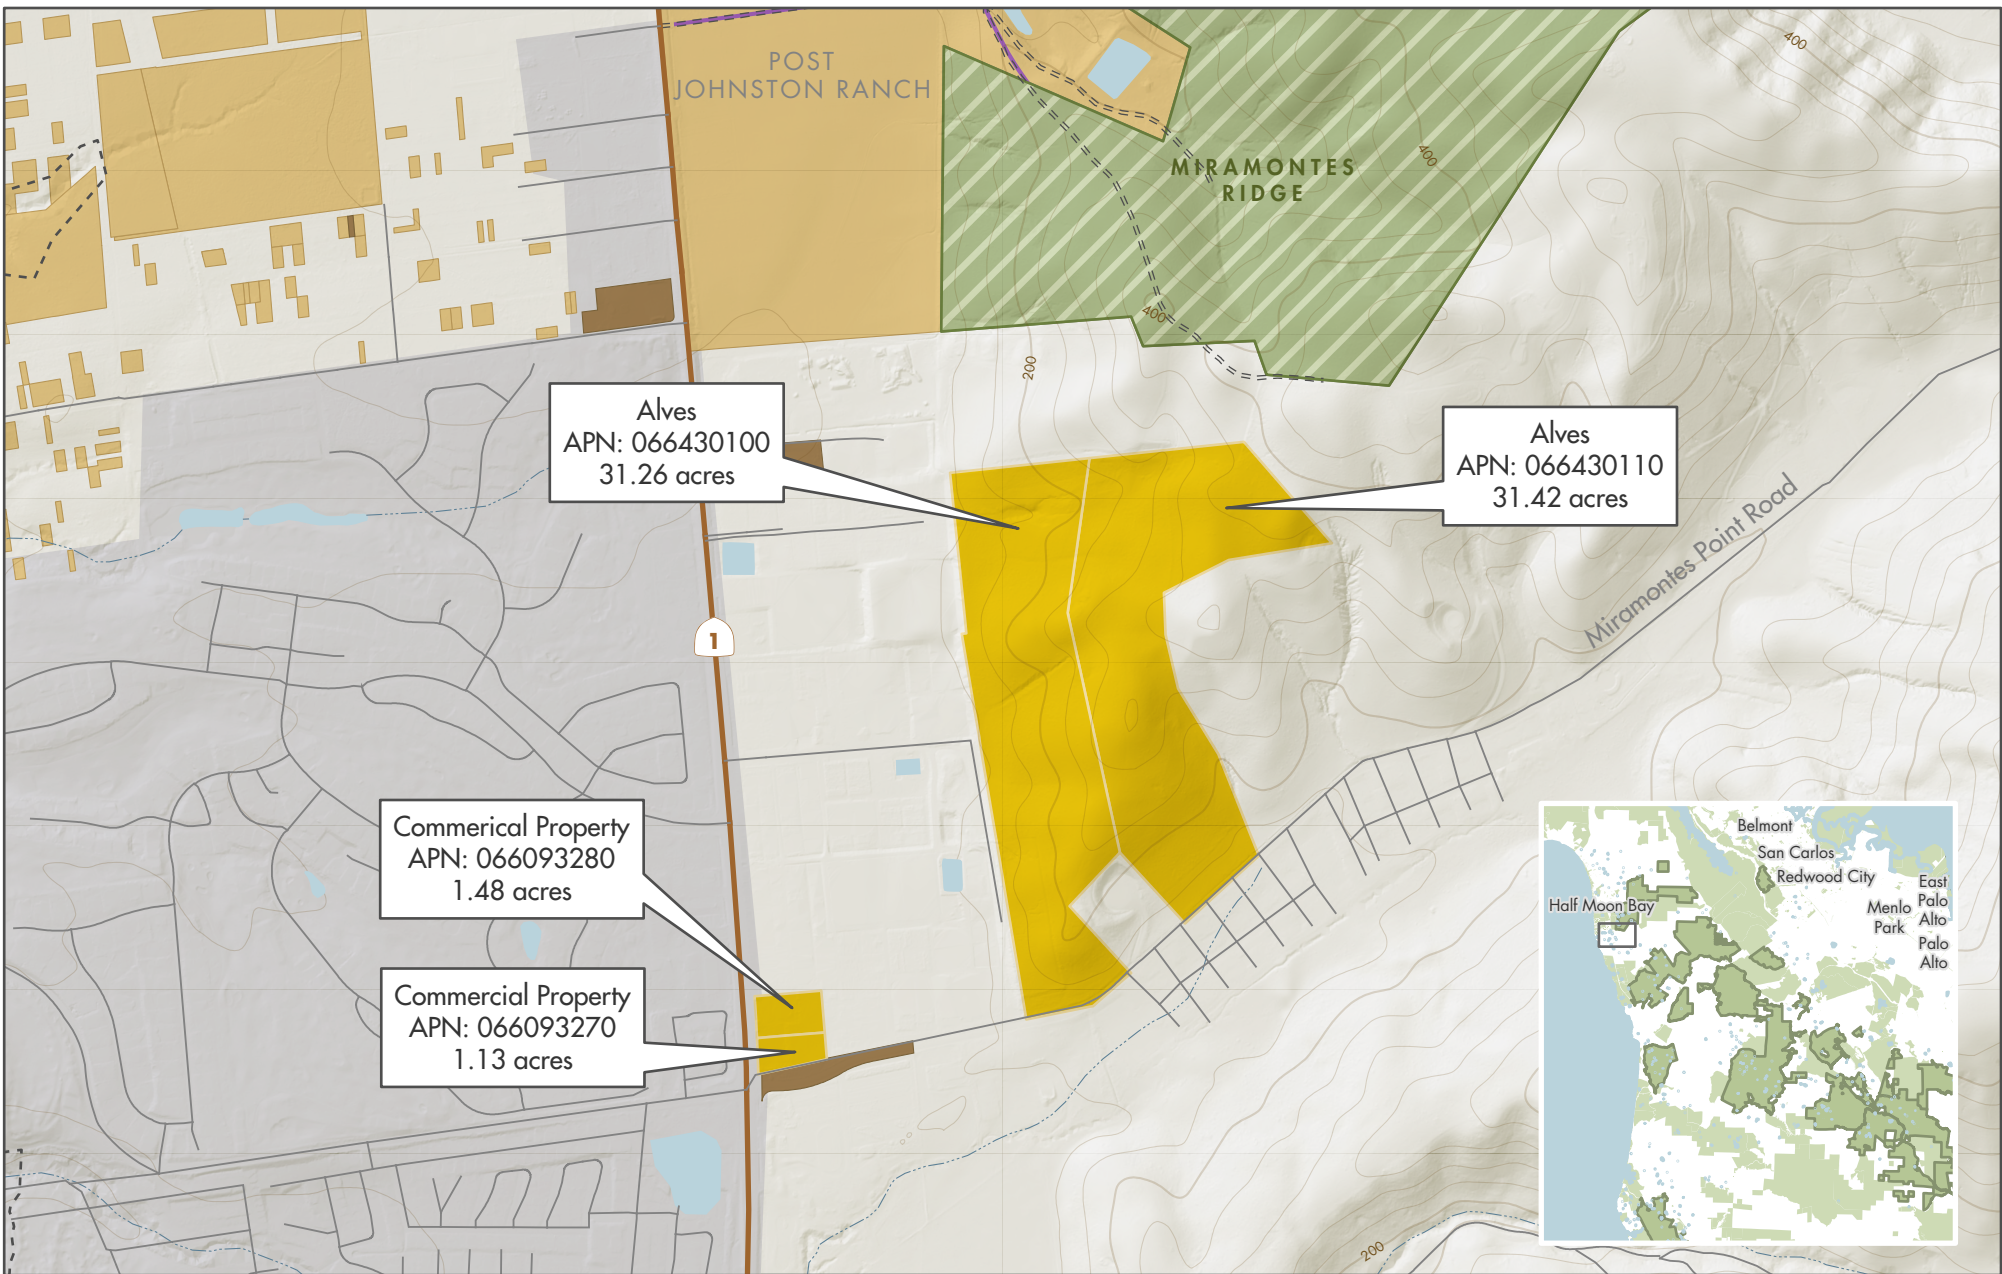 POST
JOHNSTON RANCH
400
400
MIRAMONTES
RIDGE
400
200
Alves
APN: 066430100
31.26 acres
Alves
APN: 066430110
31.42 acres
Miramontes Point Road
1
Commerical Property
APN: 066093280
1.48 acres
Commercial Property
APN: 066093270
1.13 acres
Belmont
San Carlos
Redwood City
East
Palo
Alto
Menlo
Park
Palo
Alto
Half Moon Bay
200